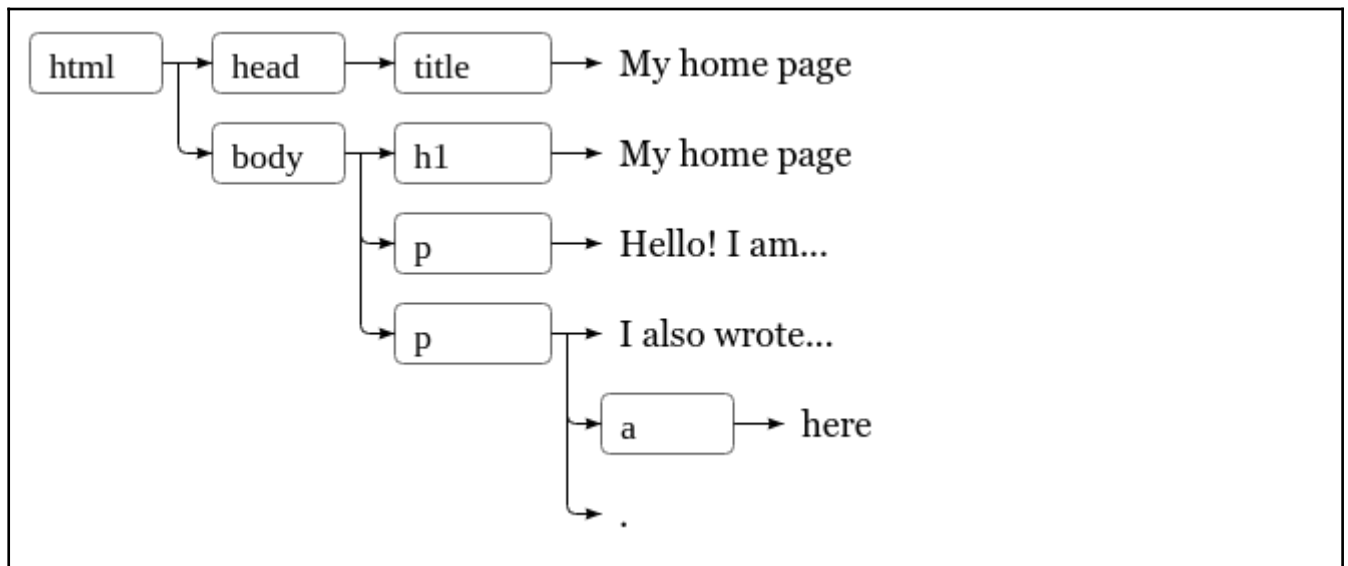 html head title My home page
body h1 My home page
p Hello! I am...
p I also wrote...
a here
.